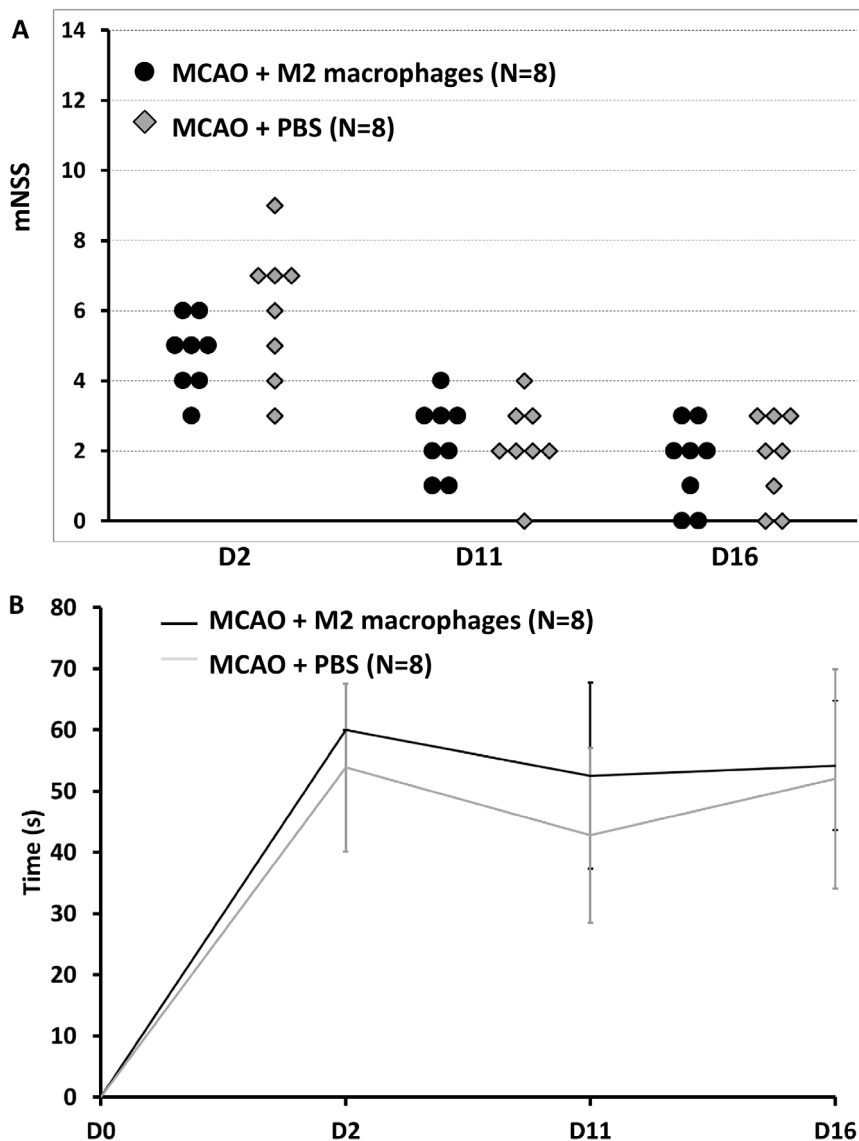 A
14
12
10
8
6
4
2
0
mNSS
MCAO + M2 macrophages (N=8)
MCAO + PBS (N=8)
D2 D11 D16
B
80
70
60
50
40
30
20
10
0
Time (s)
MCAO + M2 macrophages (N=8)
MCAO + PBS (N=8)
D0 D2 D11 D16